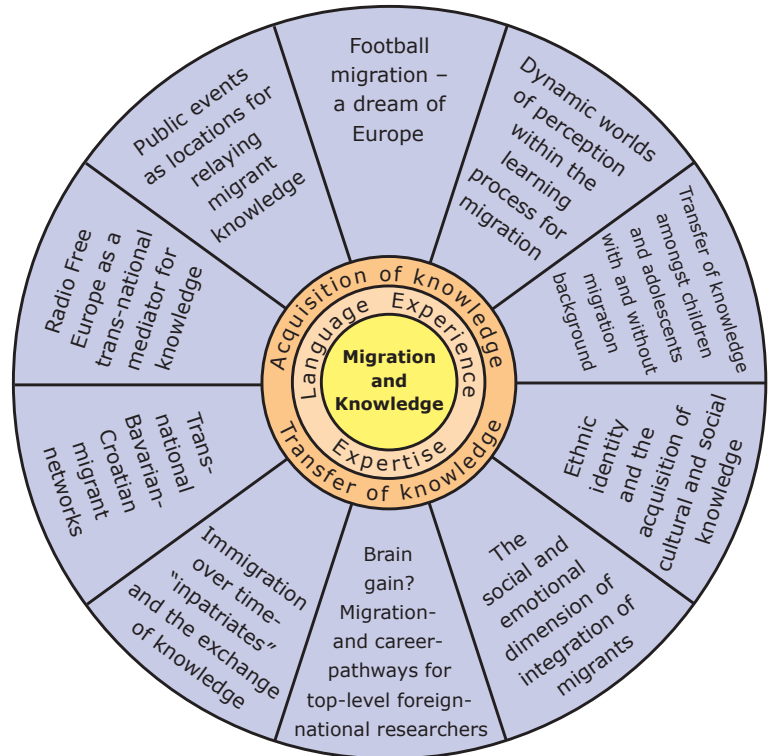 Football
migration –
a dream of
Europe
Dynamic worlds
of perception
within the
learning
process for
migration
Transfer of knowledge
amongst children
and adolescents
with and without
migration
background
Ethnic
identity
and the
acquisition of
cultural and social
knowledge
The
social and
emotional
dimension of
integration of
migrants
Brain
gain?
Migration-
and career-
pathways for
top-level foreign-
national researchers
Immigration
over time-
“inpatriates”
and the exchange
of knowledge
Trans-
national
Bavarian-
Croatian
migrant
networks
Radio Free
Europe as a
trans-national
mediator for
knowledge
Public events
as locations for
relaying
migrant
knowledge
Acquisition of knowledge
Transfer of knowledge
Language Experience
Expertise
Migration
and
Knowledge